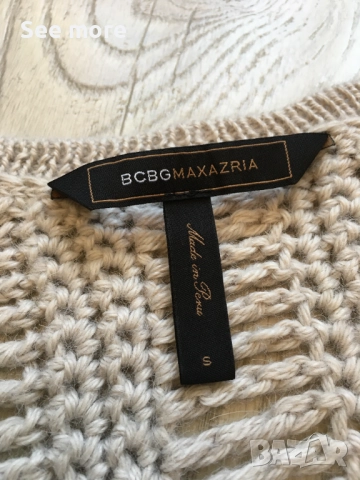 See more
BCBGMAXAZRIA
Made in Peru
S
BAZAR